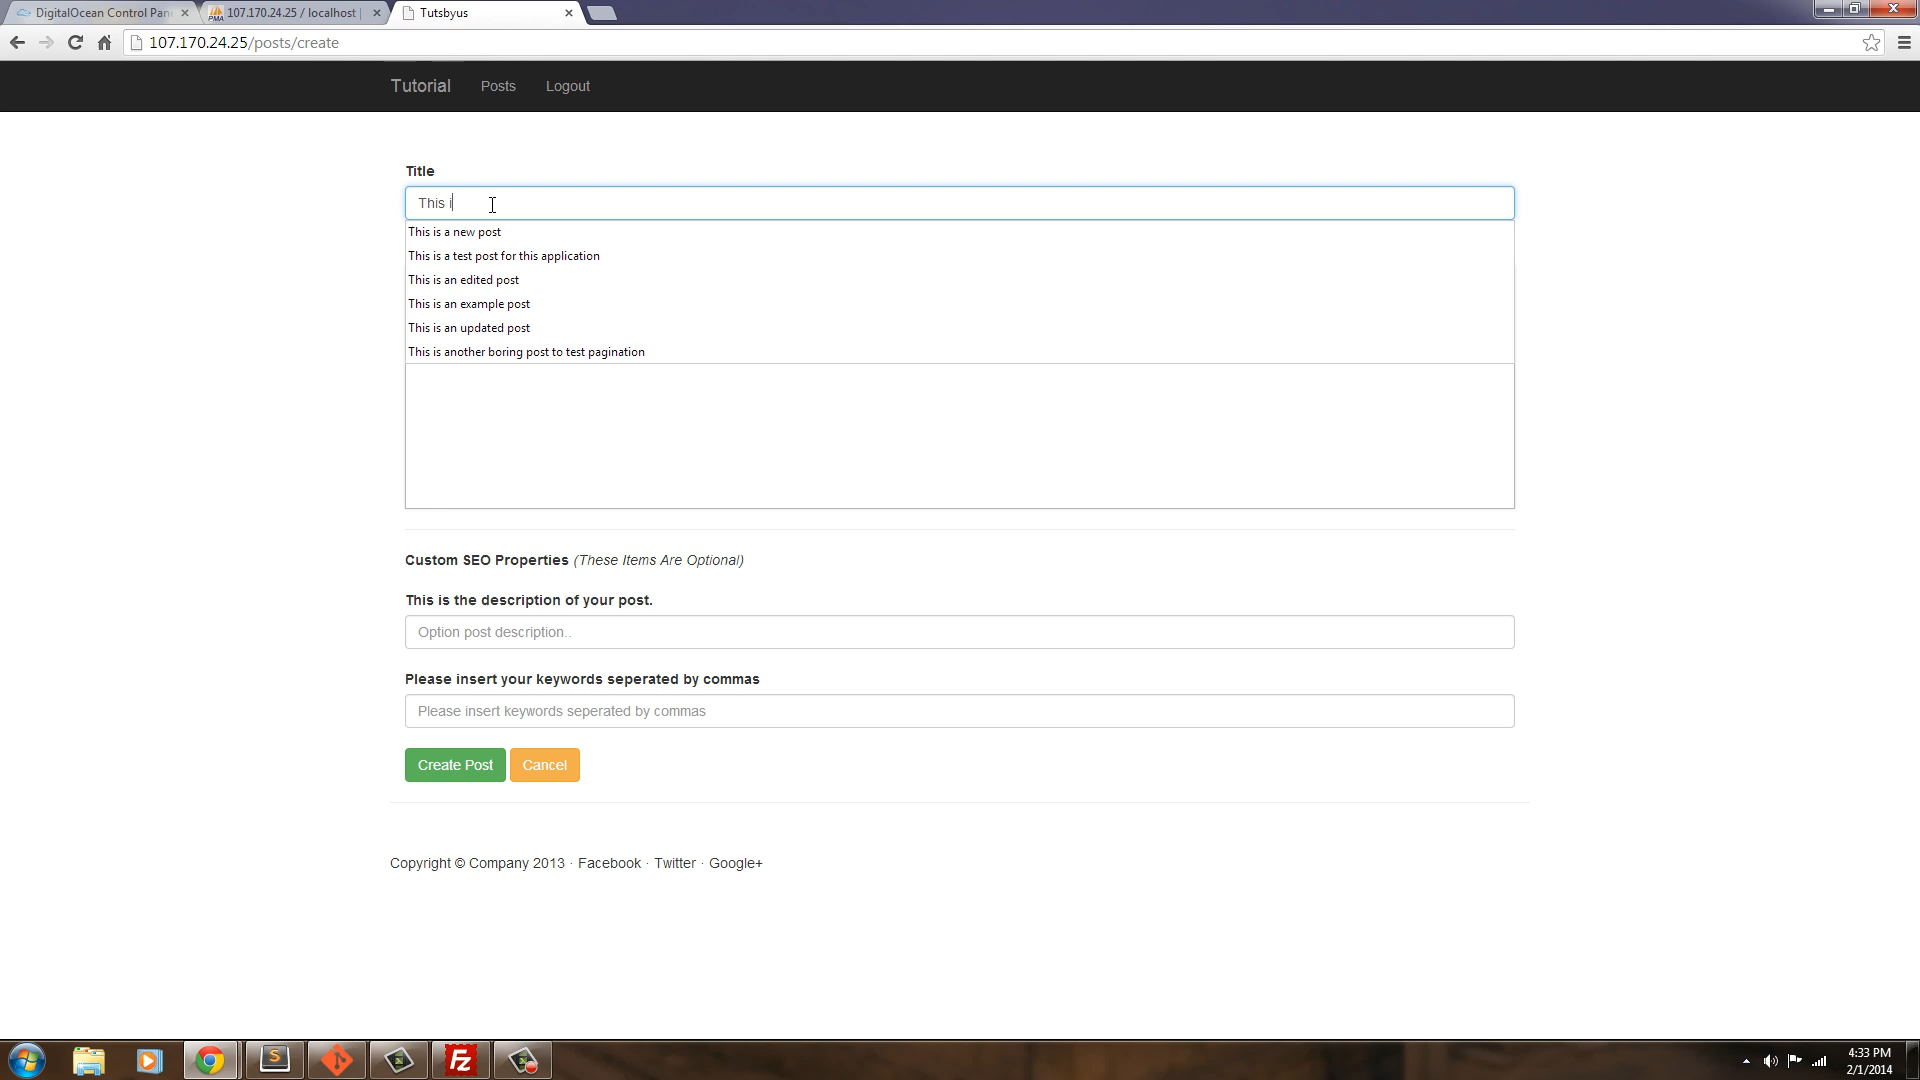 DigitalOcean Control Pan
107.170.24.25 / localhost |
Tutsbyus
107.170.24.25/posts/create
Tutorial
Posts
Logout
Title
This i
This is a new post
This is a test post for this application
This is an edited post
This is an example post
This is an updated post
This is another boring post to test pagination
Custom SEO Properties (These Items Are Optional)
This is the description of your post.
Option post description..
Please insert your keywords seperated by commas
Please insert keywords seperated by commas
Create Post
Cancel
Copyright © Company 2013 · Facebook · Twitter · Google+
4:33 PM
2/1/2014